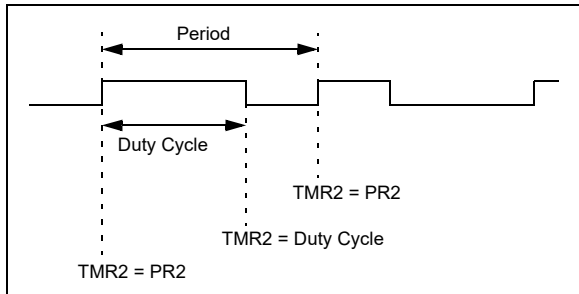 Period
Duty Cycle
TMR2 = PR2
TMR2 = Duty Cycle
TMR2 = PR2